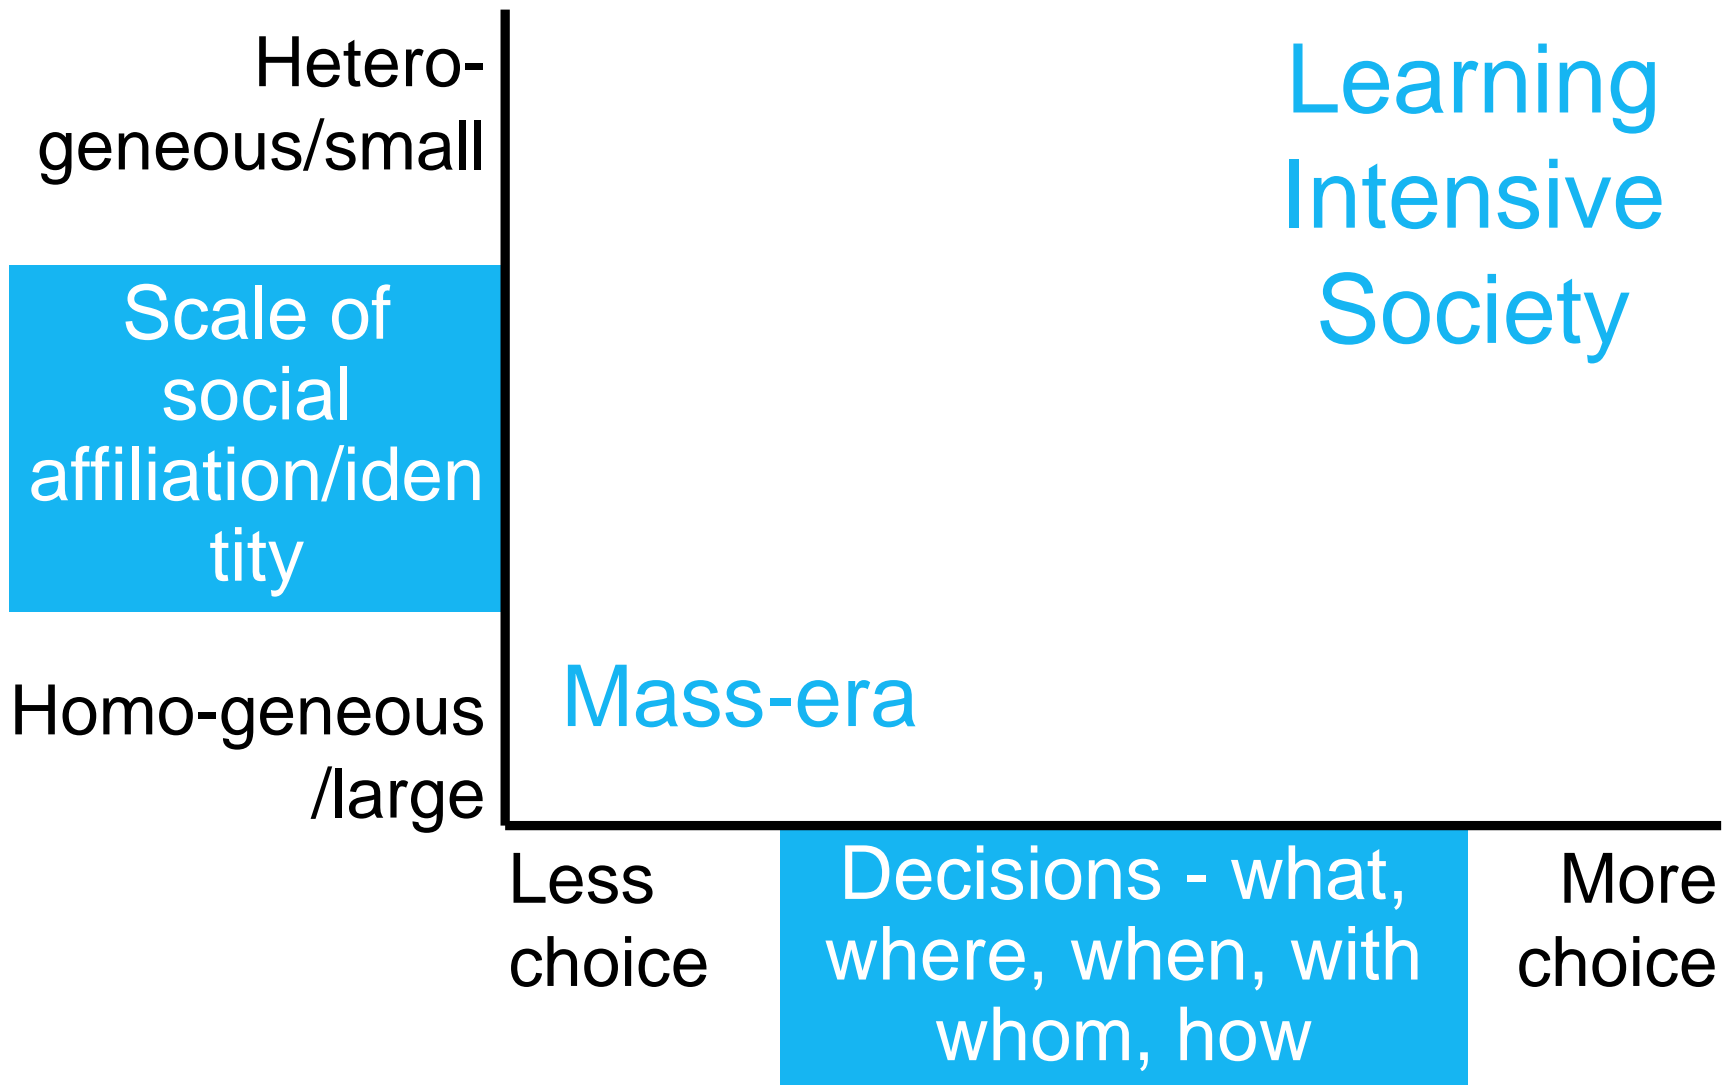 Hetero-
geneous/small
Learning
Intensive
Society
Scale of
social
affiliation/iden
tity
Homo-geneous
/large
Mass-era
Less
choice
Decisions - what,
where, when, with
whom, how
More
choice